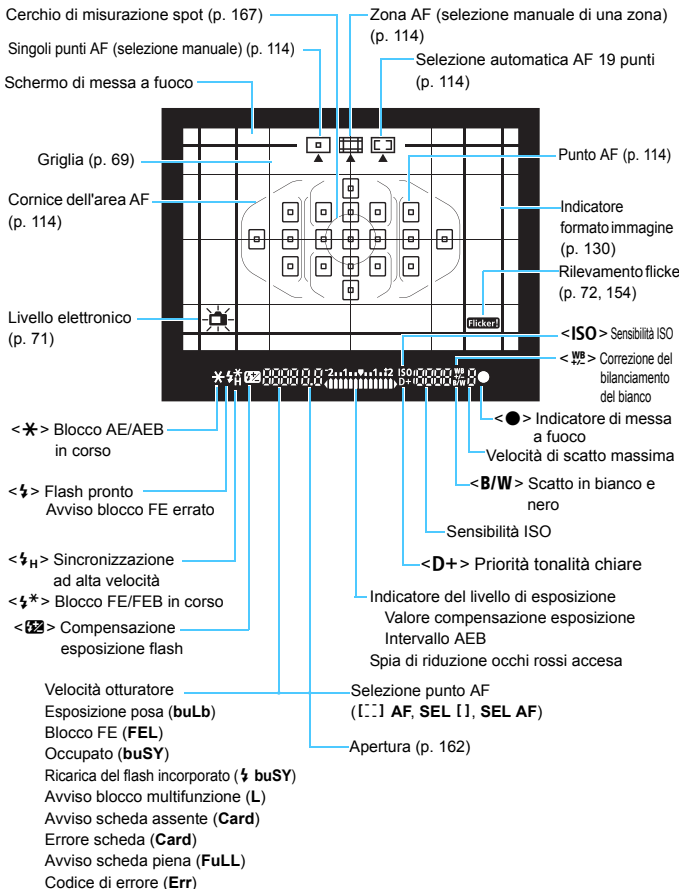 Cerchio di misurazione spot (p. 167)
Zona AF (selezione manuale di una zona)
(p. 114)
Singoli punti AF (selezione manuale) (p. 114)
Selezione automatica AF 19 punti
(p. 114)
Schermo di messa a fuoco
Griglia (p. 69)
Punto AF (p. 114)
Cornice dell'area AF
(p. 114)
Indicatore
formato immagine
(p. 130)
Rilevamento flicke
(p. 72, 154)
Flicker!
Livello elettronico
(p. 71)
<ISO> Sensibilità ISO
<WB +/-> Correzione del
bilanciamento
del bianco
-2..1..▼..1.:2 ISO D+ WB +/- B/W
<●> Indicatore di messa
a fuoco
<✱> Blocco AE/AEB
in corso
Velocità di scatto massima
<B/W> Scatto in bianco e
nero
<⚡> Flash pronto
Avviso blocco FE errato
Sensibilità ISO
<⚡H> Sincronizzazione
ad alta velocità
<D+> Priorità tonalità chiare
<⚡*> Blocco FE/FEB in corso
Indicatore del livello di esposizione
Valore compensazione esposizione
Intervallo AEB
Spia di riduzione occhi rossi accesa
<⚡±> Compensazione
esposizione flash
Velocità otturatore
Esposizione posa (buLb)
Blocco FE (FEL)
Occupato (buSY)
Ricarica del flash incorporato (⚡ buSY)
Avviso blocco multifunzione (L)
Avviso scheda assente (Card)
Errore scheda (Card)
Avviso scheda piena (FuLL)
Codice di errore (Err)
Selezione punto AF
([ ] AF, SEL [ ], SEL AF)
Apertura (p. 162)